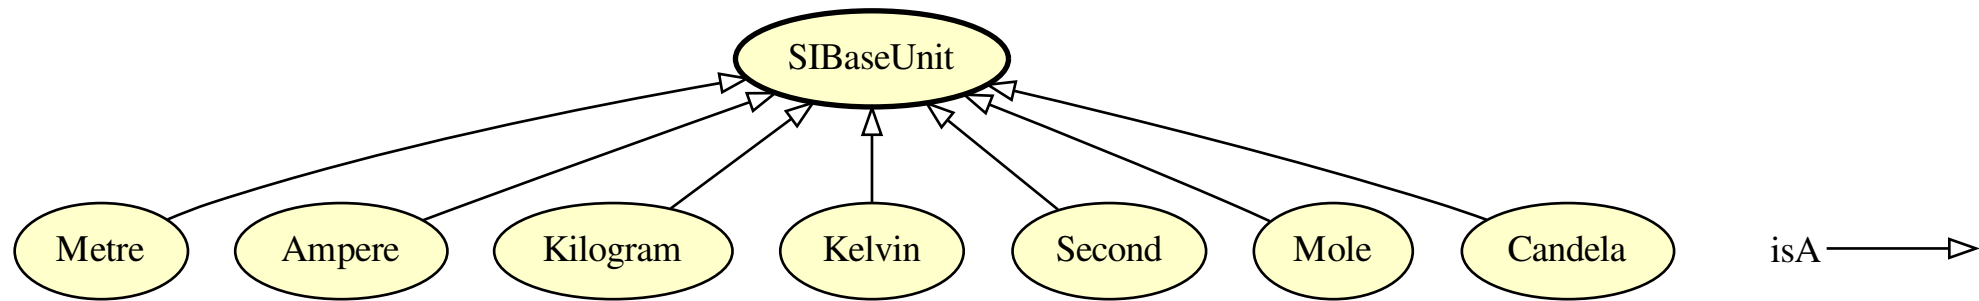 SIBaseUnit
Metre
Ampere
Kilogram
Kelvin
Second
Mole
Candela
isA